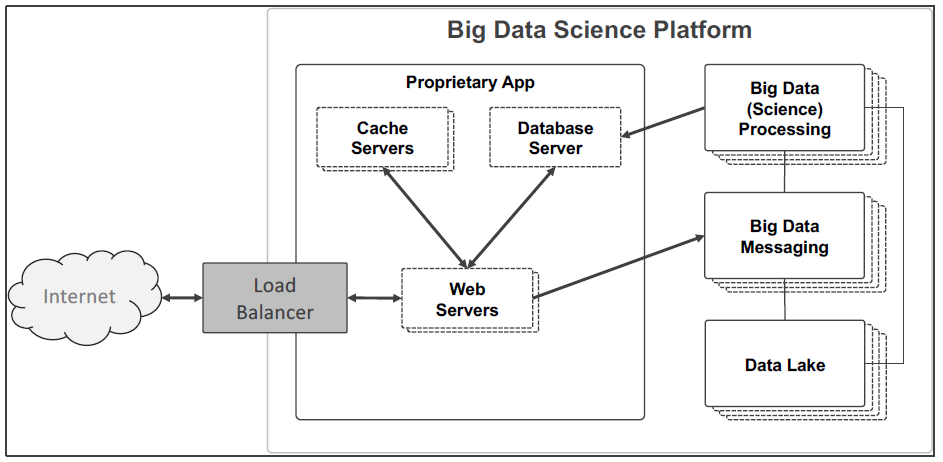 Big Data Science Platform
Proprietary App
Cache
Servers
Database
Server
Big Data
(Science)
Processing
Big Data
Messaging
Internet
Load
Balancer
Web
Servers
Data Lake